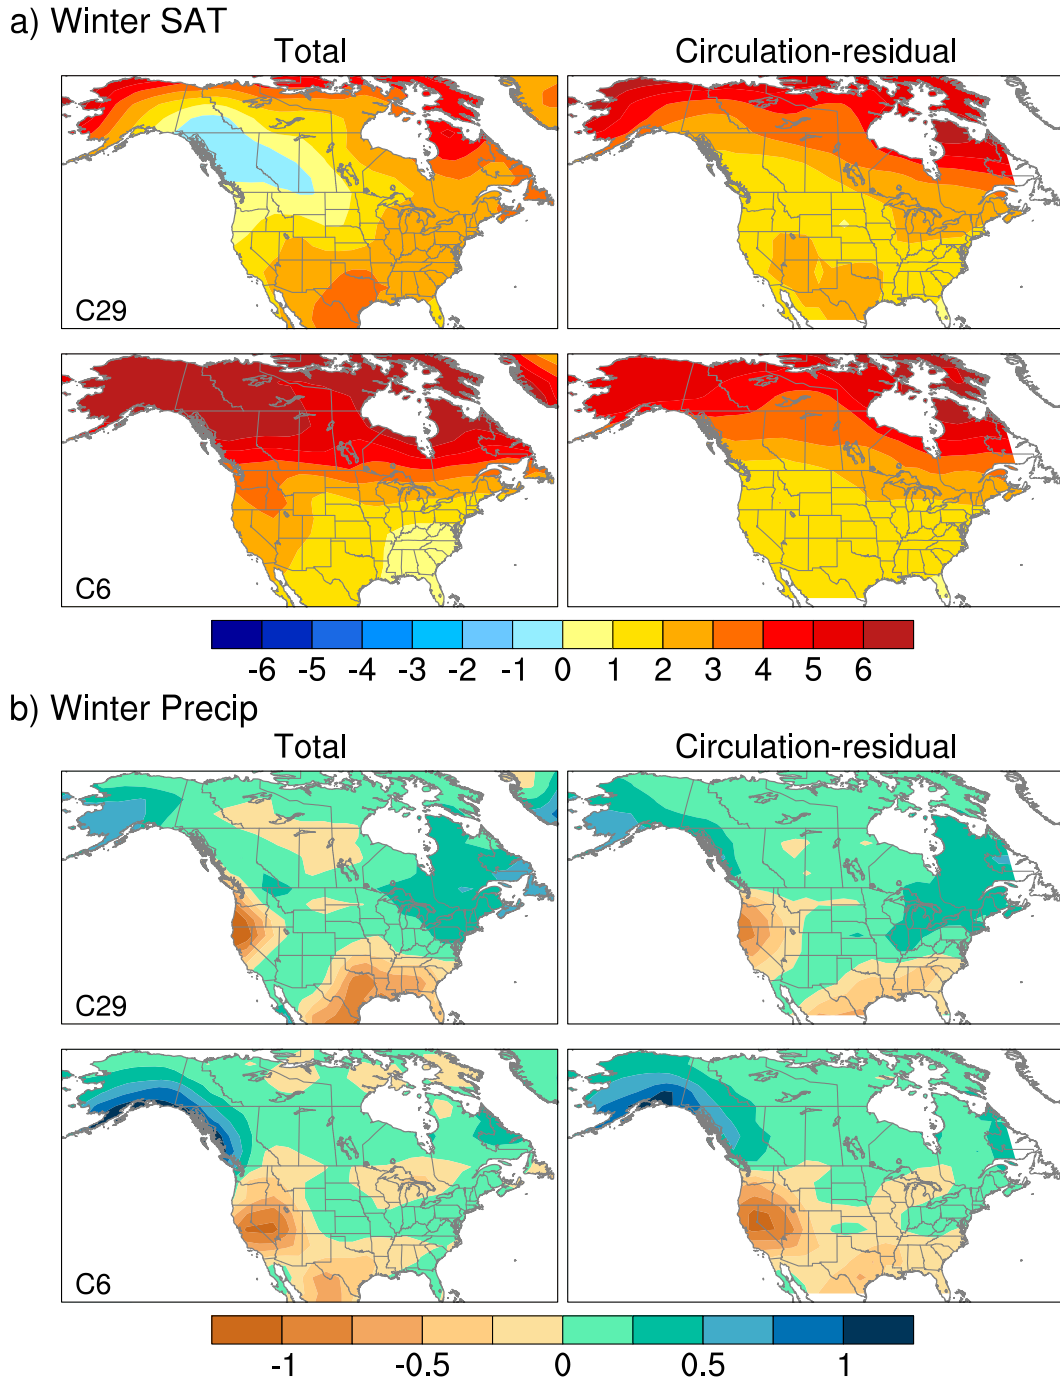 a) Winter SAT
Total Circulation-residual
C29
C6
-6 -5 -4 -3 -2 -1 0 1 2 3 4 5 6
b) Winter Precip
Total Circulation-residual
C29
C6
-1 -0.5 0 0.5 1